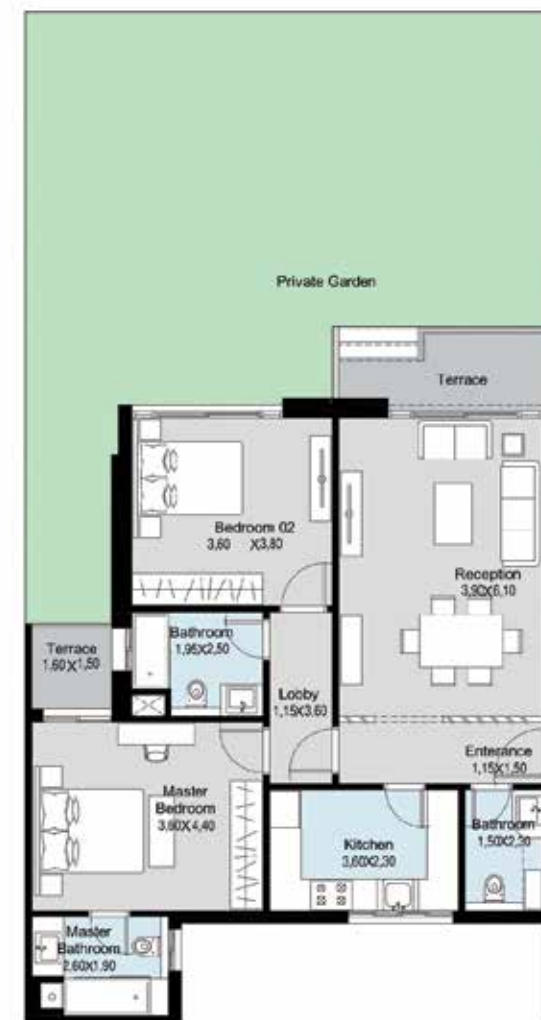 Private Garden
Terrace
Bedroom 02
3,60 X3,80
Reception
3,90X6,10
Bathroom
1,95X2,50
Terrace
1.60X1,50
Lobby
1,15X3,60
Enterance
1,15X1,50
Master
Bedroom
3,60X4,40
Bathroom
1,50X2,30
Kitchen
3,60X2,30
Master
Bathroom
2,60X1,90